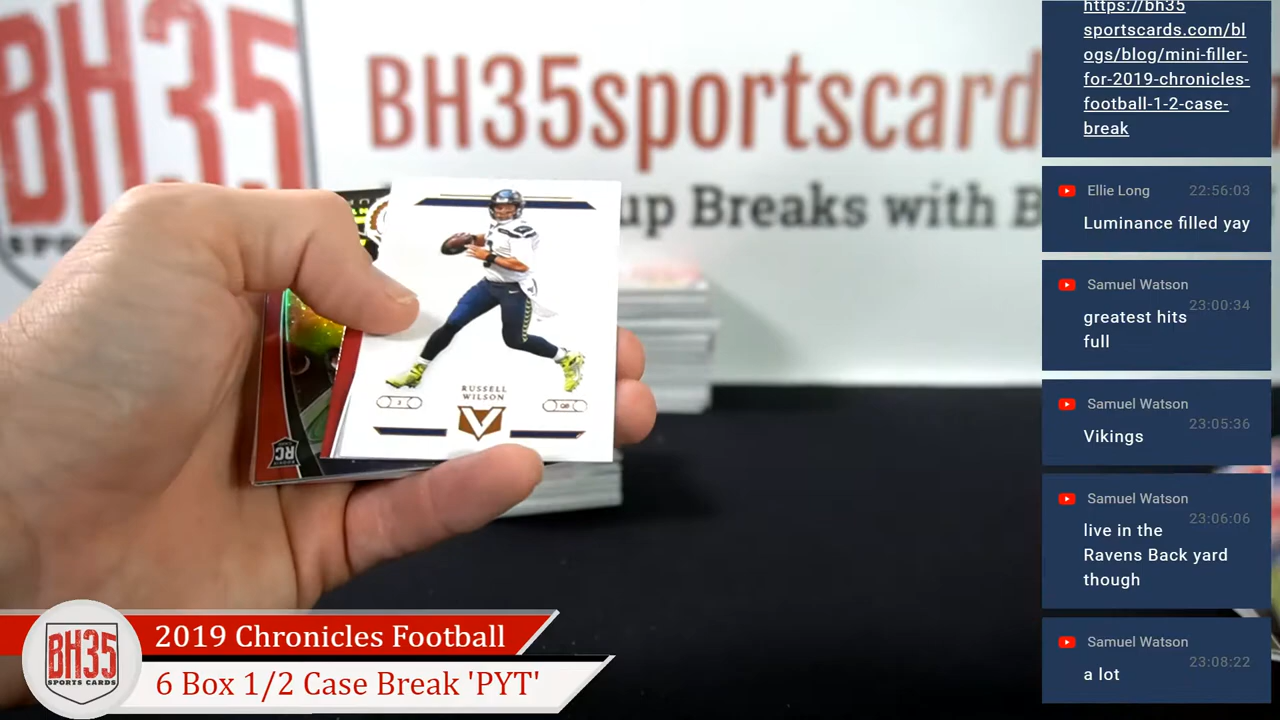 BH35
SPORTS
BH35sportscard
up Breaks with B
RUSSELL
WILSON
3
QB
V
RC
https://bh35
sportscards.com/bl
ogs/blog/mini-filler-
for-2019-chronicles-
football-1-2-case-
break
Ellie Long 22:56:03
Luminance filled yay
Samuel Watson 23:00:34
greatest hits
full
Samuel Watson 23:05:36
Vikings
Samuel Watson 23:06:06
live in the
Ravens Back yard
though
Samuel Watson 23:08:22
a lot
BH35
SPORTS CARDS
2019 Chronicles Football
6 Box 1/2 Case Break 'PYT'